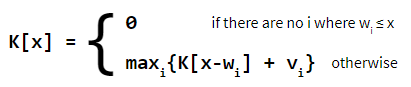 K[x] = { 0 if there are no i where wᵢ ≤ x
maxᵢ{K[x-wᵢ] + vᵢ} otherwise